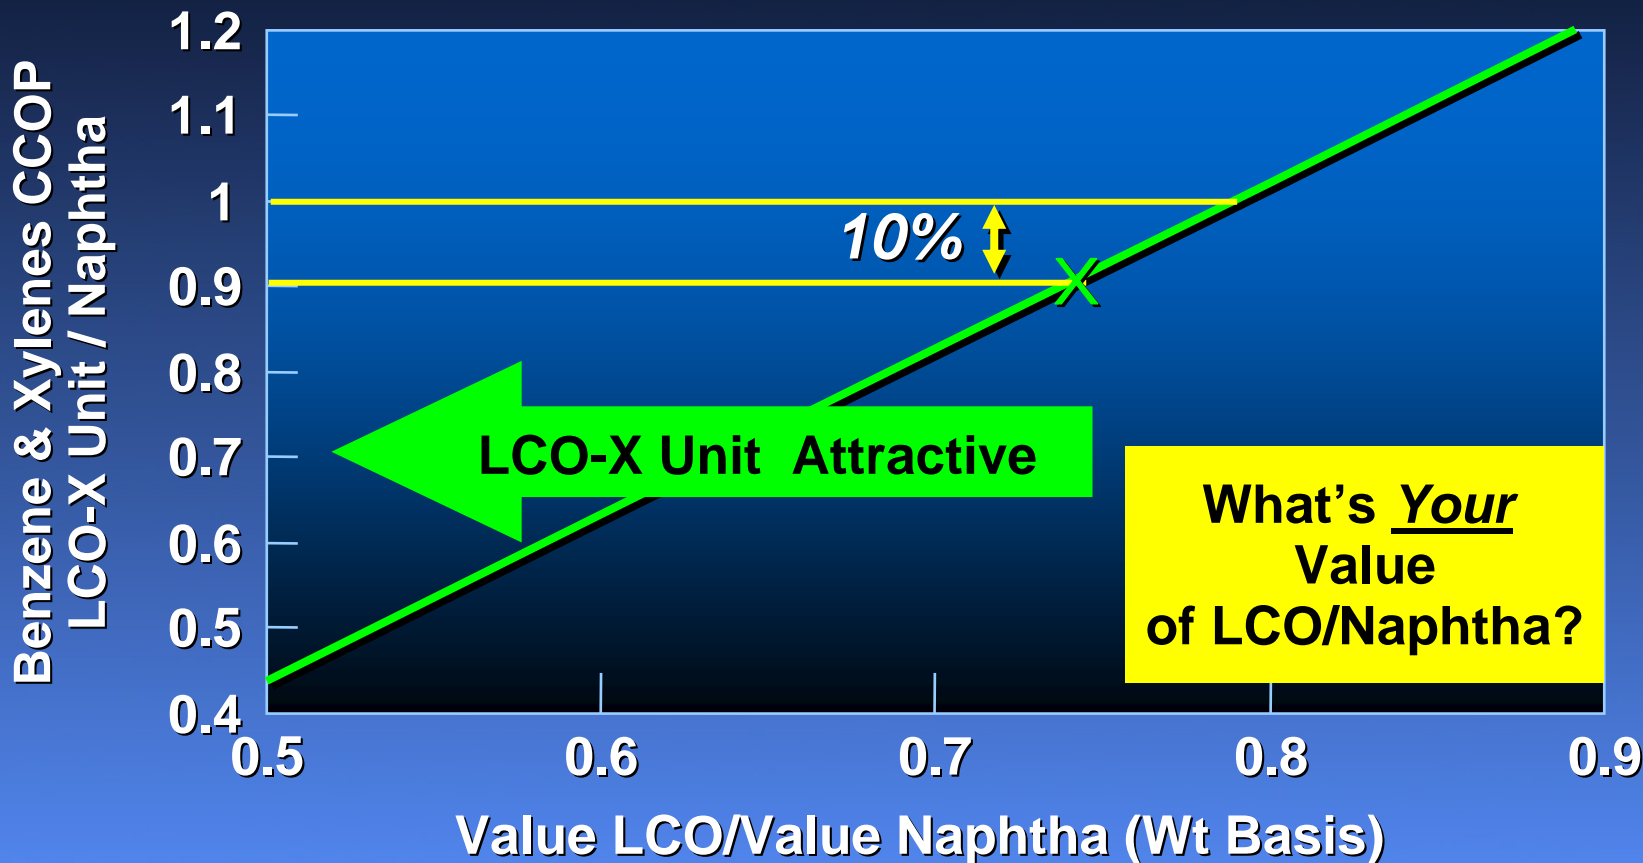 Benzene & Xylenes CCOP
LCO-X Unit / Naphtha
1.2
1.1
1
0.9
0.8
0.7
0.6
0.5
0.4
10%
X
LCO-X Unit Attractive
What's Your
Value
of LCO/Naphtha?
0.5
0.6
0.7
0.8
0.9
Value LCO/Value Naphtha (Wt Basis)